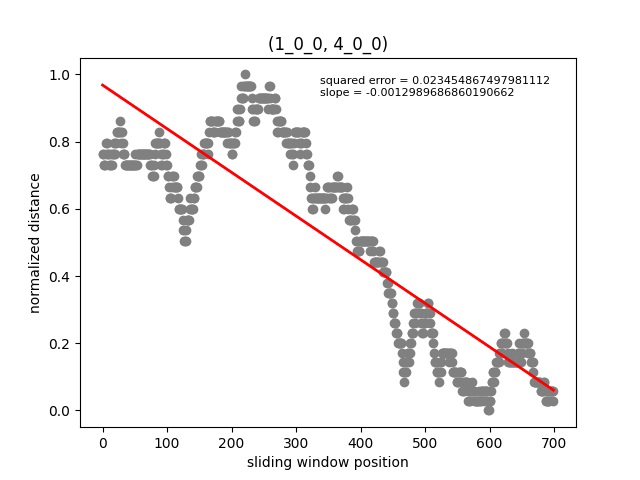 (1_0_0, 4_0_0)
squared error = 0.023454867497981112
slope = -0.0012989686860190662
normalized distance
1.0
0.8
0.6
0.4
0.2
0.0
0 100 200 300 400 500 600 700
sliding window position